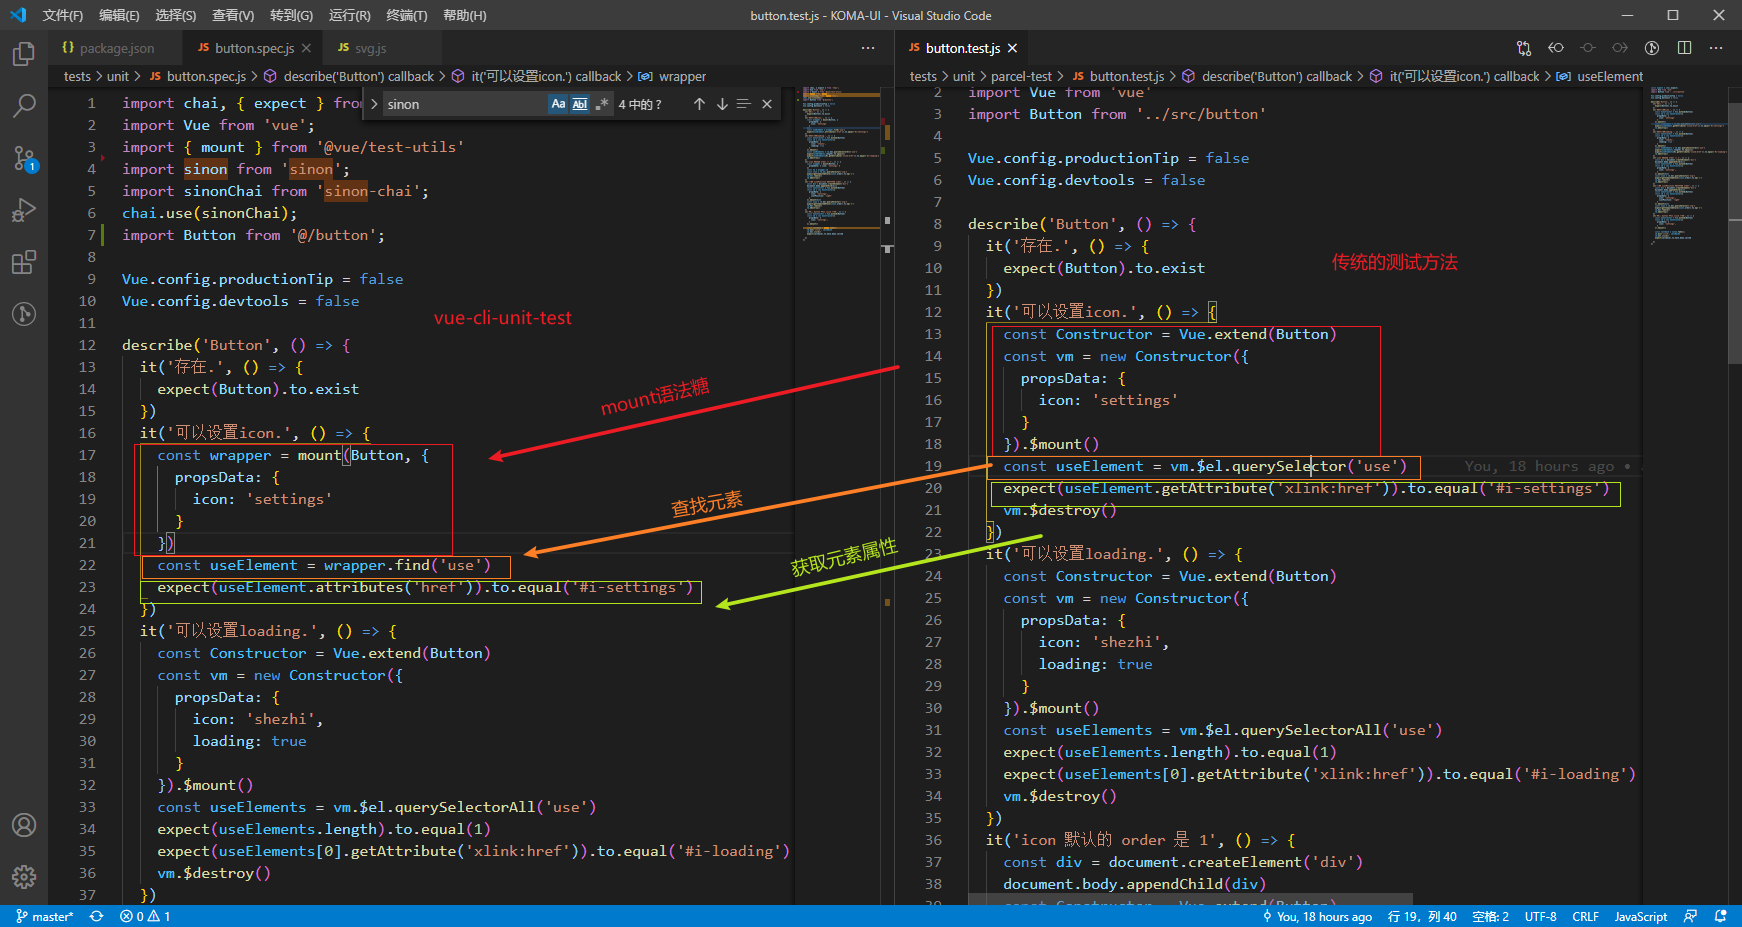 文件(F) 编辑(E) 选择(S) 查看(V) 转到(G) 运行(R) 终端(T) 帮助(H)
button.test.js - KOMA-UI - Visual Studio Code
{} package.json
JS button.spec.js
JS svg.js
tests > unit > JS button.spec.js > describe('Button') callback > it('可以设置icon.') callback > wrapper
sinon
Aa Abl .* 4 中的 ?
1 import chai, { expect } from
2 import Vue from 'vue';
3 import { mount } from '@vue/test-utils'
4 import sinon from 'sinon';
5 import sinonChai from 'sinon-chai';
6 chai.use(sinonChai);
7 import Button from '@/button';
8
9 Vue.config.productionTip = false
10 Vue.config.devtools = false
11
vue-cli-unit-test
12 describe('Button', () => {
13 it('存在.', () => {
14 expect(Button).to.exist
15 })
16 it('可以设置icon.', () => {
17 const wrapper = mount(Button, {
18 propsData: {
19 icon: 'settings'
20 }
21 })
22 const useElement = wrapper.find('use')
23 expect(useElement.attributes('href')).to.equal('#i-settings')
24 })
25 it('可以设置loading.', () => {
26 const Constructor = Vue.extend(Button)
27 const vm = new Constructor({
28 propsData: {
29 icon: 'shezhi',
30 loading: true
31 }
32 }).$mount()
33 const useElements = vm.$el.querySelectorAll('use')
34 expect(useElements.length).to.equal(1)
35 expect(useElements[0].getAttribute('xlink:href')).to.equal('#i-loading')
36 vm.$destroy()
37 })
mount语法糖
查找元素
获取元素属性
JS button.test.js
tests > unit > parcel-test > JS button.test.js > describe('Button') callback > it('可以设置icon.') callback > useElement
2 import Vue from 'vue'
3 import Button from '../src/button'
4
5 Vue.config.productionTip = false
6 Vue.config.devtools = false
7
8 describe('Button', () => {
9 it('存在.', () => {
10 expect(Button).to.exist
11 })
传统的测试方法
12 it('可以设置icon.', () => {
13 const Constructor = Vue.extend(Button)
14 const vm = new Constructor({
15 propsData: {
16 icon: 'settings'
17 }
18 }).$mount()
19 const useElement = vm.$el.querySelector('use') You, 18 hours ago •
20 expect(useElement.getAttribute('xlink:href')).to.equal('#i-settings')
21 vm.$destroy()
22 })
23 it('可以设置loading.', () => {
24 const Constructor = Vue.extend(Button)
25 const vm = new Constructor({
26 propsData: {
27 icon: 'shezhi',
28 loading: true
29 }
30 }).$mount()
31 const useElements = vm.$el.querySelectorAll('use')
32 expect(useElements.length).to.equal(1)
33 expect(useElements[0].getAttribute('xlink:href')).to.equal('#i-loading')
34 vm.$destroy()
35 })
36 it('icon 默认的 order 是 1', () => {
37 const div = document.createElement('div')
38 document.body.appendChild(div)
39 const Constructor = Vue.extend(Button)
1
master* 0 1
You, 18 hours ago 行 19，列 40 空格: 2 UTF-8 CRLF JavaScript